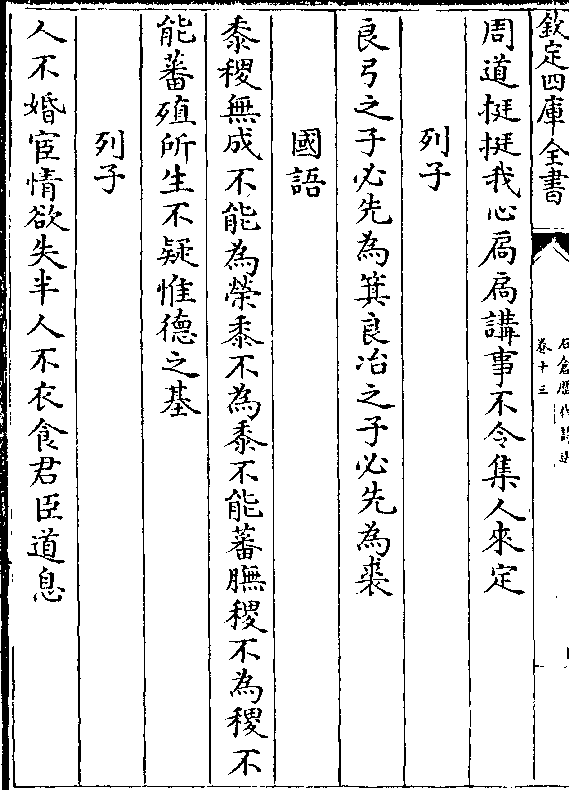 欽定四庫全書
石倉歷代詩選
卷十三
周道挺挺我心扃扃講事不令集人來定
列子
良弓之子必先為箕良冶之子必先為裘
國語
黍稷無成不能為榮黍不為黍不能蕃膴稷不為稷不
能蕃殖所生不疑惟德之基
列子
人不婚宦情欲失半人不衣食君臣道息